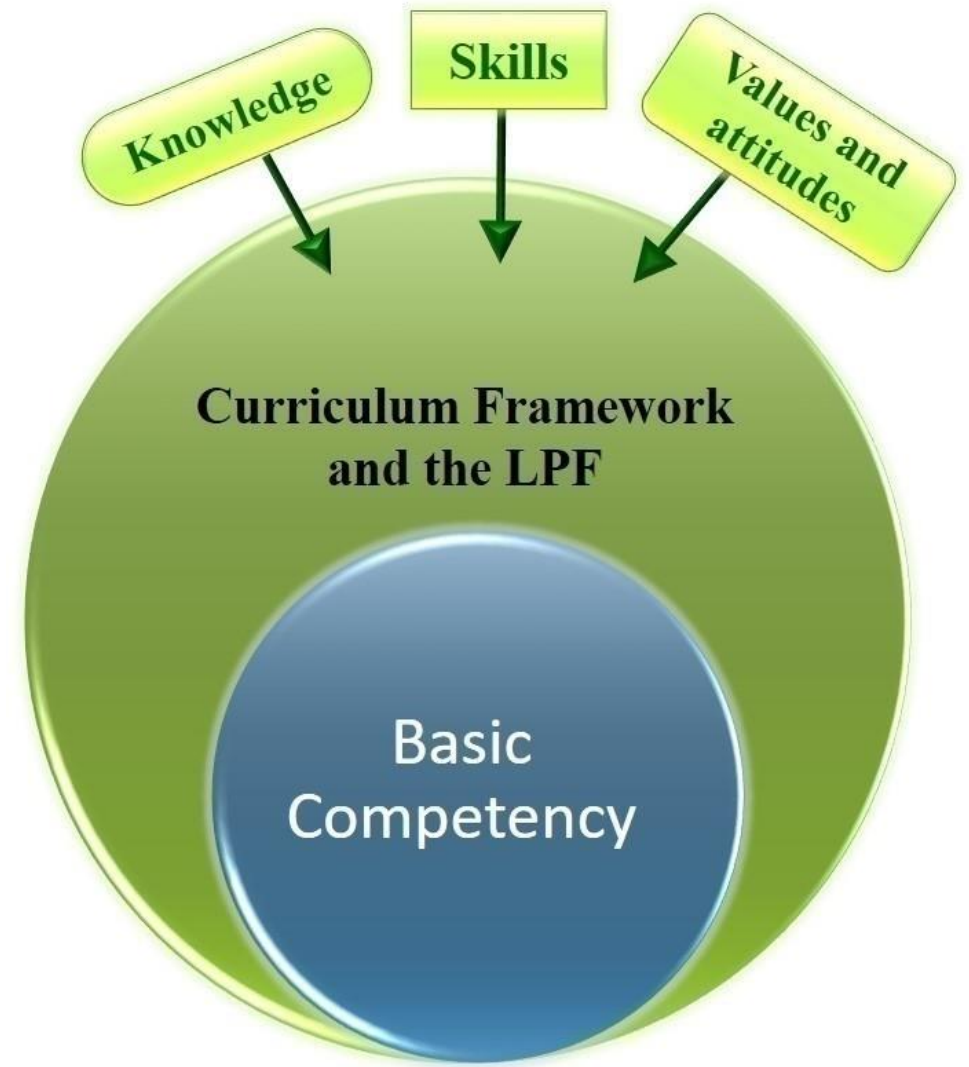 Knowledge
Skills
Values and
attitudes
Curriculum Framework
and the LPF
Basic
Competency